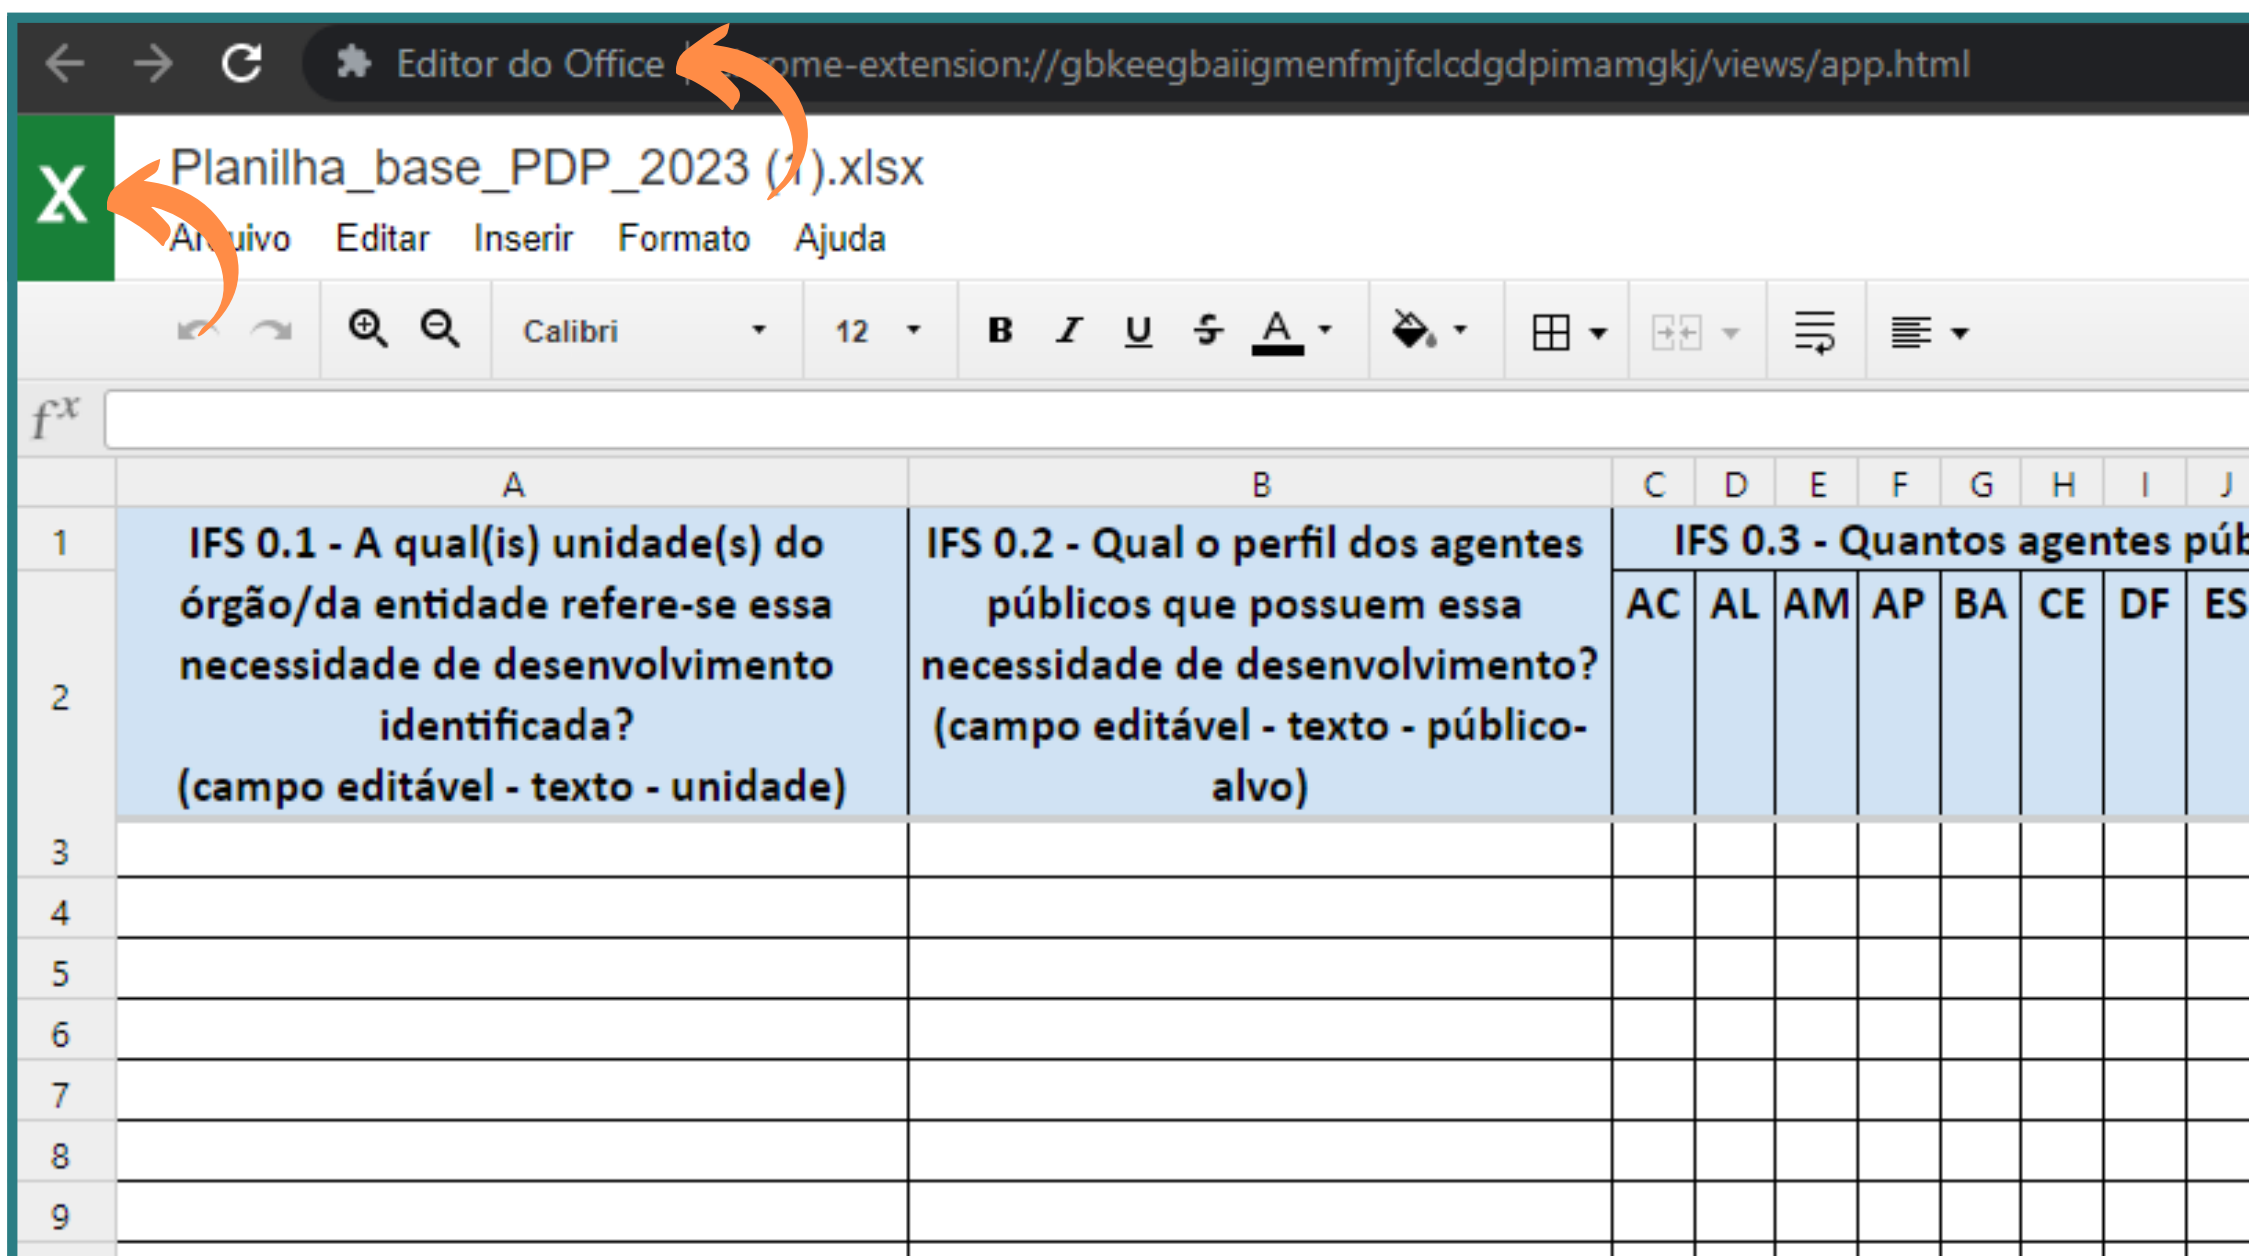 Editor do Office | ome-extension://gbkeegbaiigmenfmjfclcdgdpimamgkj/views/app.html
X
Planilha_base_PDP_2023 (1).xlsx
Arquivo Editar Inserir Formato Ajuda
Calibri 12 B I U S A
fx
A B C D E F G H I J
1 IFS 0.1 - A qual(is) unidade(s) do
órgão/da entidade refere-se essa
necessidade de desenvolvimento
identificada?
(campo editável - texto - unidade)
IFS 0.2 - Qual o perfil dos agentes
públicos que possuem essa
necessidade de desenvolvimento?
(campo editável - texto - público-
alvo)
IFS 0.3 - Quantos agentes púb
2 AC AL AM AP BA CE DF ES
3
4
5
6
7
8
9